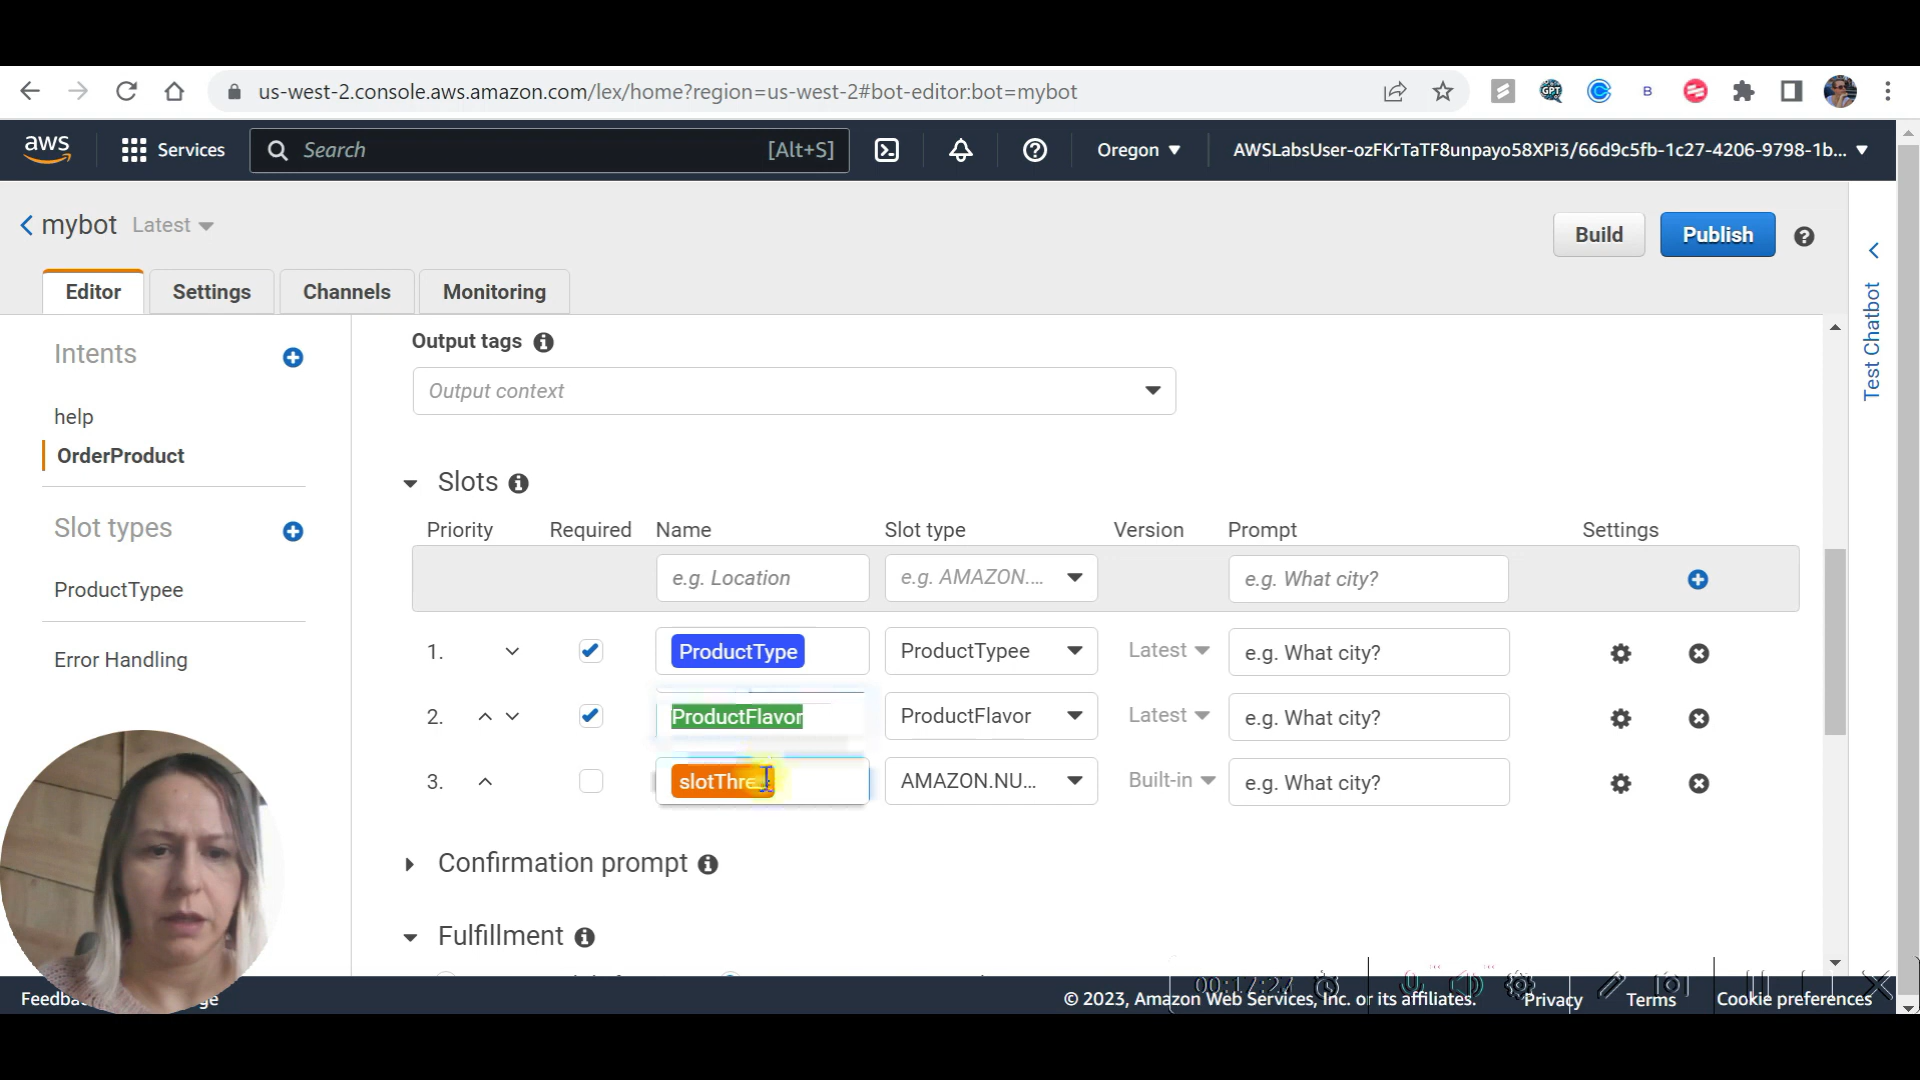 us-west-2.console.aws.amazon.com/lex/home?region=us-west-2#bot-editor:bot=mybot
GPT
B
aws
Services
Search
[Alt+S]
Oregon
AWSLabsUser-ozFKrTaTF8unpayo58XPi3/66d9c5fb-1c27-4206-9798-1b...
mybot
Latest
Build
Publish
Editor
Settings
Channels
Monitoring
Test Chatbot
Intents
help
OrderProduct
Slot types
ProductTypee
Error Handling
Output tags
Output context
Slots
Priority Required Name Slot type Version Prompt Settings
e.g. Location e.g. AMAZON.... e.g. What city?
1. ProductType ProductTypee Latest e.g. What city?
2. ProductFlavor ProductFlavor Latest e.g. What city?
3. AMAZON.NU... Built-in e.g. What city?
Confirmation prompt
Fulfillment
© 2023, Amazon Web Services, Inc. or its affiliates.
Privacy
Terms
Cookie preferences